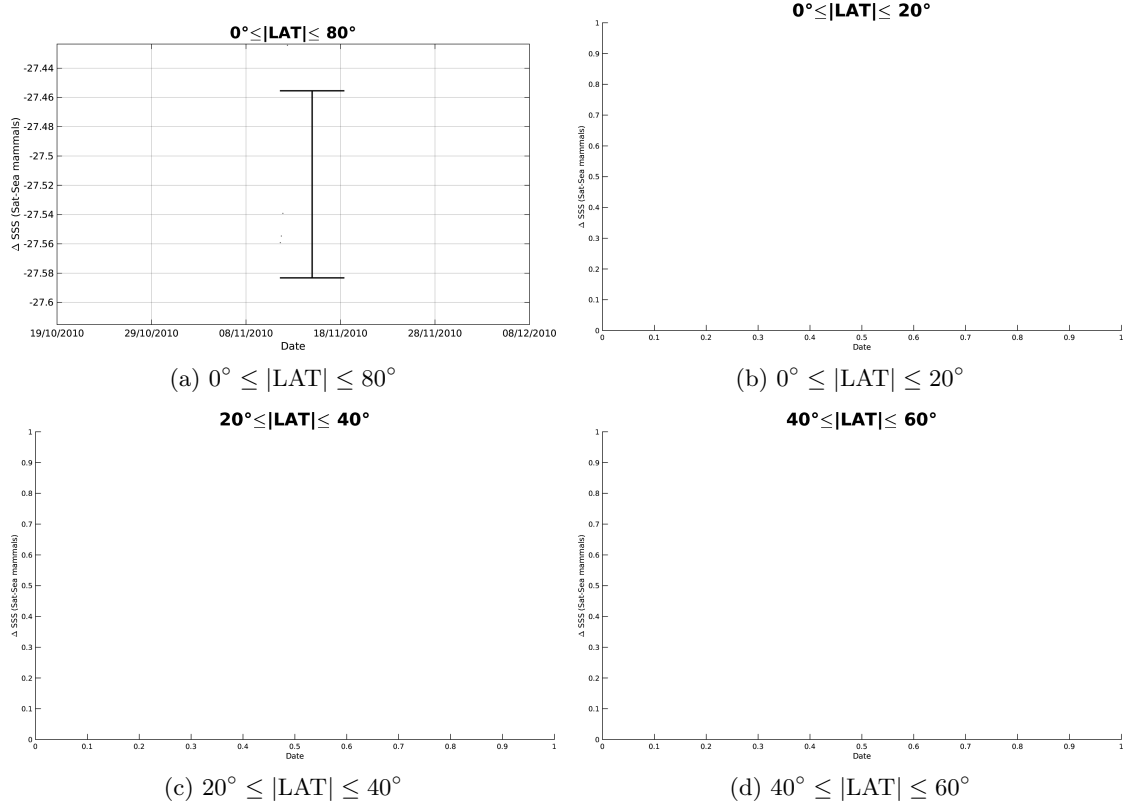 0°≤|LAT|≤ 80°
-27.44
-27.46
-27.48
-27.5
-27.52
-27.54
-27.56
-27.58
-27.6
Δ SSS (Sat-Sea mammals)
19/10/2010 29/10/2010 08/11/2010 18/11/2010 28/11/2010 08/12/2010
Date
(a) 0° ≤ |LAT| ≤ 80°
0°≤|LAT|≤ 20°
1
0.9
0.8
0.7
0.6
0.5
0.4
0.3
0.2
0.1
0
Δ SSS (Sat-Sea mammals)
0 0.1 0.2 0.3 0.4 0.5 0.6 0.7 0.8 0.9 1
Date
(b) 0° ≤ |LAT| ≤ 20°
20°≤|LAT|≤ 40°
1
0.9
0.8
0.7
0.6
0.5
0.4
0.3
0.2
0.1
0
Δ SSS (Sat-Sea mammals)
0 0.1 0.2 0.3 0.4 0.5 0.6 0.7 0.8 0.9 1
Date
(c) 20° ≤ |LAT| ≤ 40°
40°≤|LAT|≤ 60°
1
0.9
0.8
0.7
0.6
0.5
0.4
0.3
0.2
0.1
0
Δ SSS (Sat-Sea mammals)
0 0.1 0.2 0.3 0.4 0.5 0.6 0.7 0.8 0.9 1
Date
(d) 40° ≤ |LAT| ≤ 60°